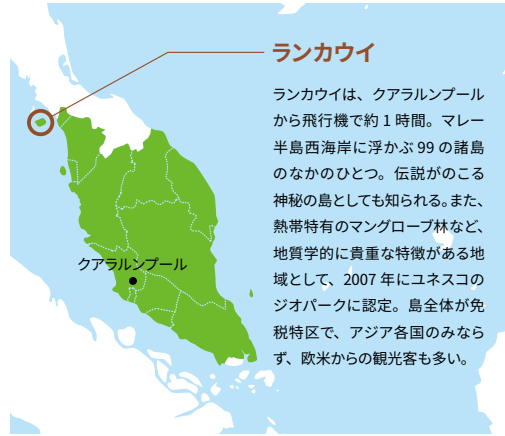 ランカウイ
ランカウイは、クアラルンプール
から飛行機で約 1 時間。マレー
半島西海岸に浮かぶ 99 の諸島
のなかのひとつ。伝説がのこる
神秘の島としても知られる。また、
熱帯特有のマングローブ林など、
地質学的に貴重な特徴がある地
域として、2007 年にユネスコの
ジオパークに認定。島全体が免
税特区で、アジア各国のみなら
ず、欧米からの観光客も多い。
クアラルンプール